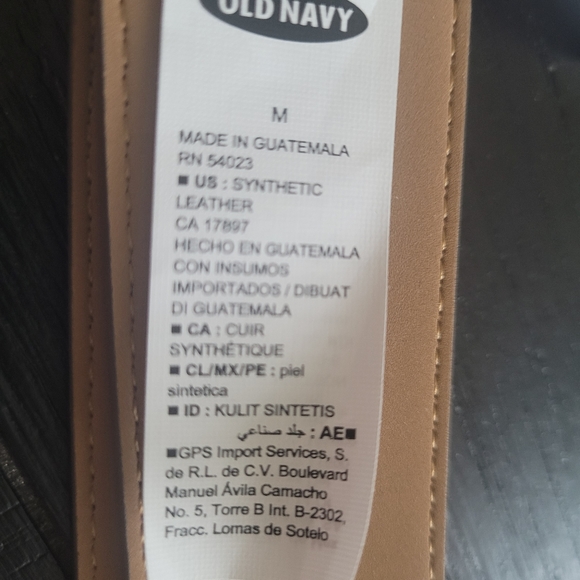 OLD NAVY
M
MADE IN GUATEMALA
RN 54023
■ US : SYNTHETIC
LEATHER
CA 17897
HECHO EN GUATEMALA
CON INSUMOS
IMPORTADOS / DIBUAT
DI GUATEMALA
■ CA : CUIR
SYNTHÉTIQUE
■ CL/MX/PE : piel
sintetica
■ ID : KULIT SINTETIS
■AE : جلد صناعي
■GPS Import Services, S.
de R.L. de C.V. Boulevard
Manuel Ávila Camacho
No. 5, Torre B Int. B-2302,
Fracc. Lomas de Sotelo